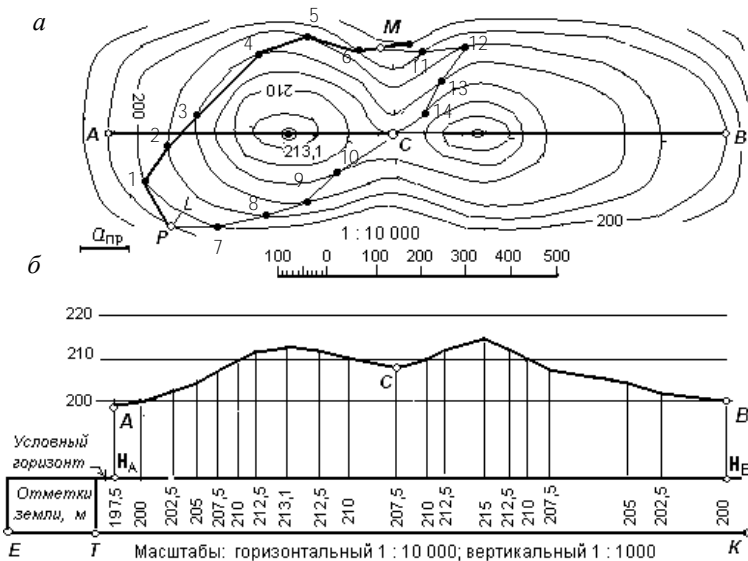 а
5
М
4
6
11
12
200
210
13
3
14
А
В
2
С
213,1
1
10
9
L
8
Р
7
200
αпр
1 : 10 000
б
100 0 100 200 300 400 500
220
210
С
200
А
В
Условный
горизонт
НА
НВ
Отметки
земли, м
197,5 200 202,5 205 207,5 210 212,5 213,1 212,5 210 207,5 210 212,5 215 212,5 210 207,5 205 202,5 200
Е Т Масштабы: горизонтальный 1 : 10 000; вертикальный 1 : 1000 К